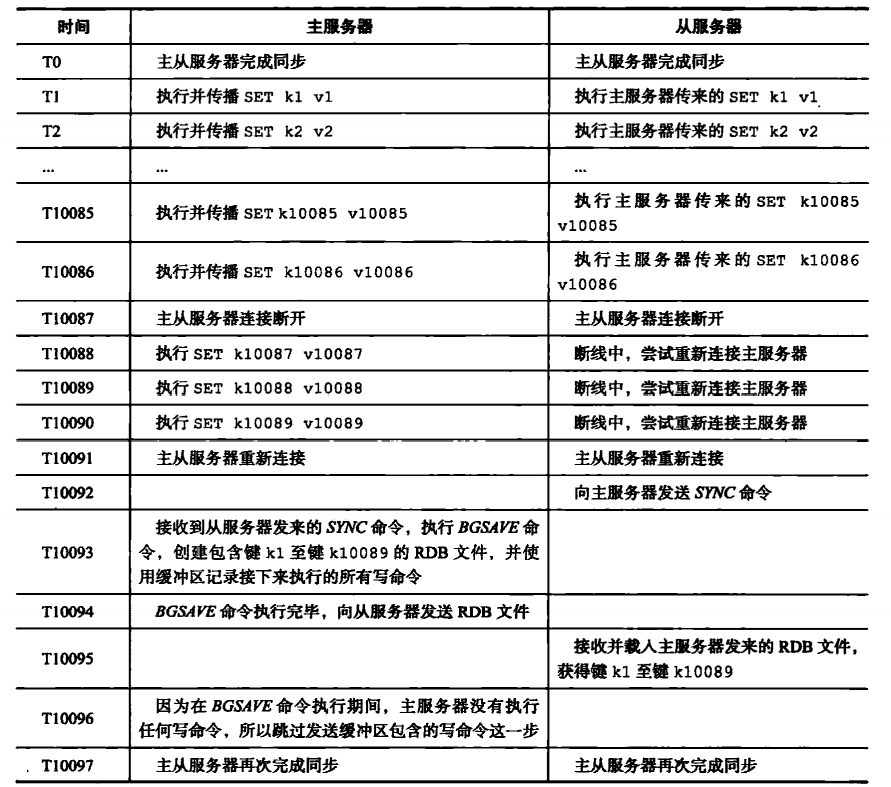 时间 主服务器 从服务器
T0 主从服务器完成同步 主从服务器完成同步
T1 执行并传播 SET k1 v1 执行主服务器传来的 SET k1 v1
T2 执行并传播 SET k2 v2 执行主服务器传来的 SET k2 v2
... ... ...
T10085 执行并传播 SET k10085 v10085 执行主服务器传来的 SET k10085
v10085
T10086 执行并传播 SET k10086 v10086 执行主服务器传来的 SET k10086
v10086
T10087 主从服务器连接断开 主从服务器连接断开
T10088 执行 SET k10087 v10087 断线中，尝试重新连接主服务器
T10089 执行 SET k10088 v10088 断线中，尝试重新连接主服务器
T10090 执行 SET k10089 v10089 断线中，尝试重新连接主服务器
T10091 主从服务器重新连接 主从服务器重新连接
T10092 向主服务器发送 SYNC 命令
T10093 接收到从服务器发来的 SYNC 命令，执行 BGSAVE 命
令，创建包含键 k1 至键 k10089 的 RDB 文件，并使
用缓冲区记录接下来执行的所有写命令
T10094 BGSAVE 命令执行完毕，向从服务器发送 RDB 文件
T10095 接收并载入主服务器发来的 RDB 文件，
获得键 k1 至键 k10089
T10096 因为在 BGSAVE 命令执行期间，主服务器没有执行
任何写命令，所以跳过发送缓冲区包含的写命令这一步
T10097 主从服务器再次完成同步 主从服务器再次完成同步